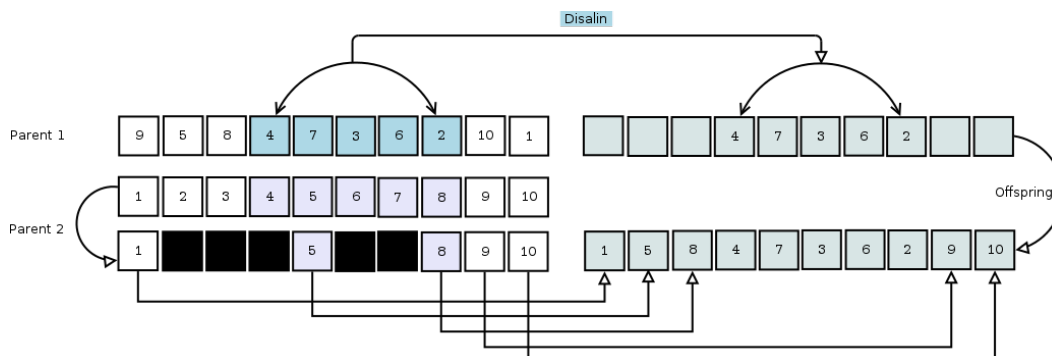 Disalin
Parent 1 9 5 8 4 7 3 6 2 10 1 4 7 3 6 2
1 2 3 4 5 6 7 8 9 10
Offspring
Parent 2
1 5 8 9 10 1 5 8 4 7 3 6 2 9 10